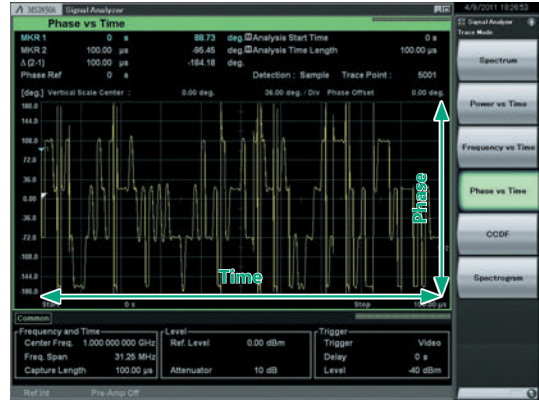 MS2850A Signal Analyzer 4/9/2011 10:26:53
Phase vs Time
MKR 1 0 s 88.73 deg. Analysis Start Time 0 s
MKR 2 100.00 µs -95.45 deg. Analysis Time Length 100.00 µs
Δ (2-1) 100.00 µs -184.18 deg.
Phase Ref 0 s Detection : Sample Trace Point : 5001
[deg.] Vertical Scale Center : 0.00 deg. 36.00 deg. / Div Phase Offset 0.00 deg.
180.0
144.0
108.0
72.0
36.0
0.00
-36.0
-72.0
-108.0
-144.0
-180.0
Phase
Time
Start 0 s Stop 100.00 µs
Common
Frequency and Time
Center Freq. 1.000 000 000 GHz
Freq. Span 31.25 MHz
Capture Length 100.00 µs
Level
Ref. Level 0.00 dBm
Attenuator 10 dB
Trigger
Trigger Video
Delay 0 s
Level -40 dBm
Ref.Int Pre-Amp Off
Signal Analyzer
Trace Mode
Spectrum
Power vs Time
Frequency vs Time
Phase vs Time
CCDF
Spectrogram